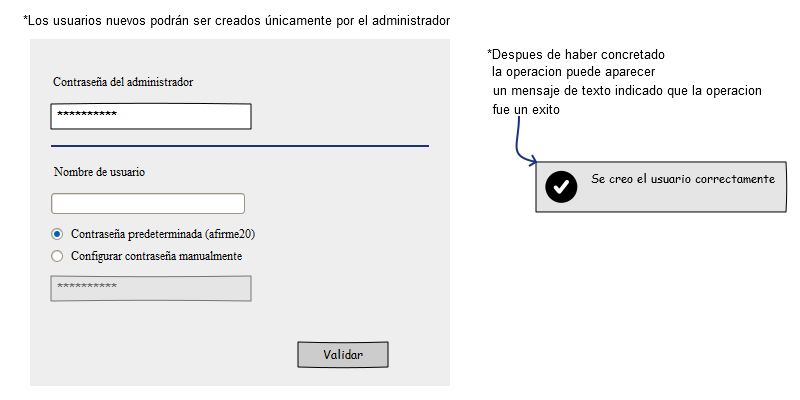 *Los usuarios nuevos podrán ser creados únicamente por el administrador
Contraseña del administrador
**********
Nombre de usuario
Contraseña predeterminada (afirme20)
Configurar contraseña manualmente
**********
Validar
*Despues de haber concretado
la operacion puede aparecer
un mensaje de texto indicado que la operacion
fue un exito
Se creo el usuario correctamente